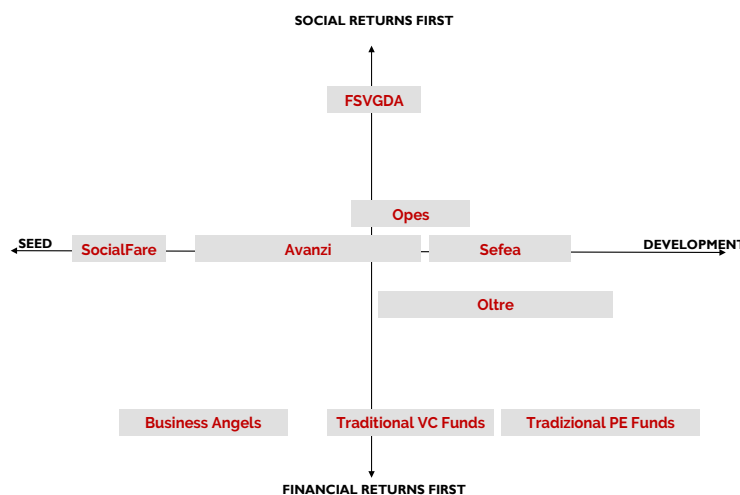 SOCIAL RETURNS FIRST
FSVGDA
Opes
SEED
SocialFare
Avanzi
Sefea
DEVELOPMENT
Oltre
Business Angels
Traditional VC Funds
Tradizional PE Funds
FINANCIAL RETURNS FIRST